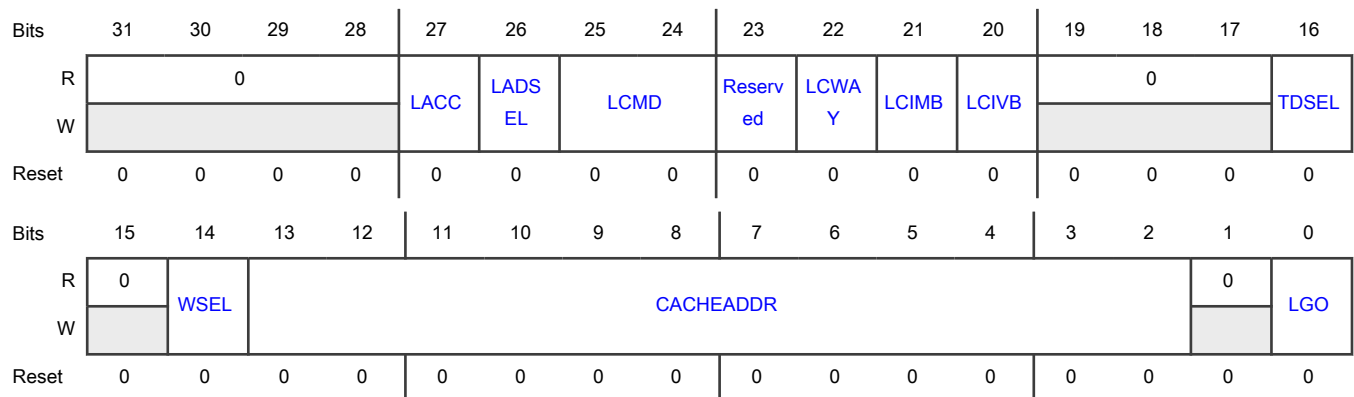 Bits 31 30 29 28 27 26 25 24 23 22 21 20 19 18 17 16
R 0 LACC LADS EL LCMD Reserv ed LCWA Y LCIMB LCIVB 0 TDSEL
W
Reset 0 0 0 0 0 0 0 0 0 0 0 0 0 0 0 0
Bits 15 14 13 12 11 10 9 8 7 6 5 4 3 2 1 0
R 0 WSEL CACHEADDR 0 LGO
W
Reset 0 0 0 0 0 0 0 0 0 0 0 0 0 0 0 0